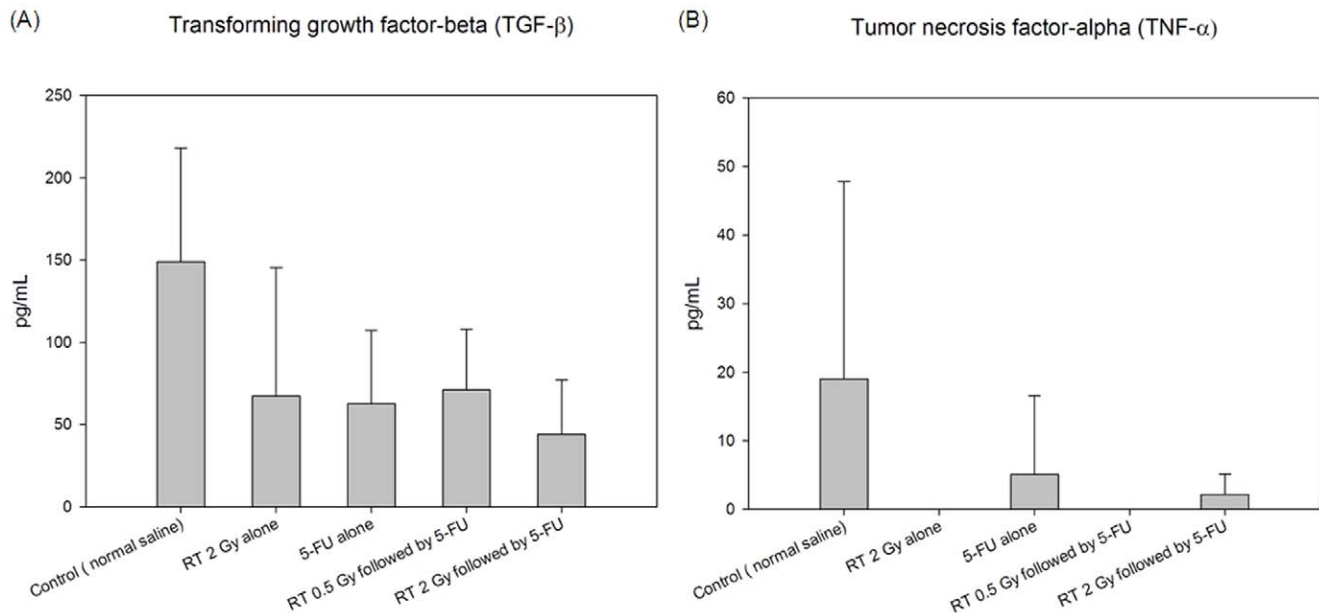 (A)
Transforming growth factor-beta (TGF-β)
250
200
150
100
50
0
pg/mL
Control ( normal saline)
RT 2 Gy alone
5-FU alone
RT 0.5 Gy followed by 5-FU
RT 2 Gy followed by 5-FU
(B)
Tumor necrosis factor-alpha (TNF-α)
60
50
40
30
20
10
0
pg/mL
Control ( normal saline)
RT 2 Gy alone
5-FU alone
RT 0.5 Gy followed by 5-FU
RT 2 Gy followed by 5-FU